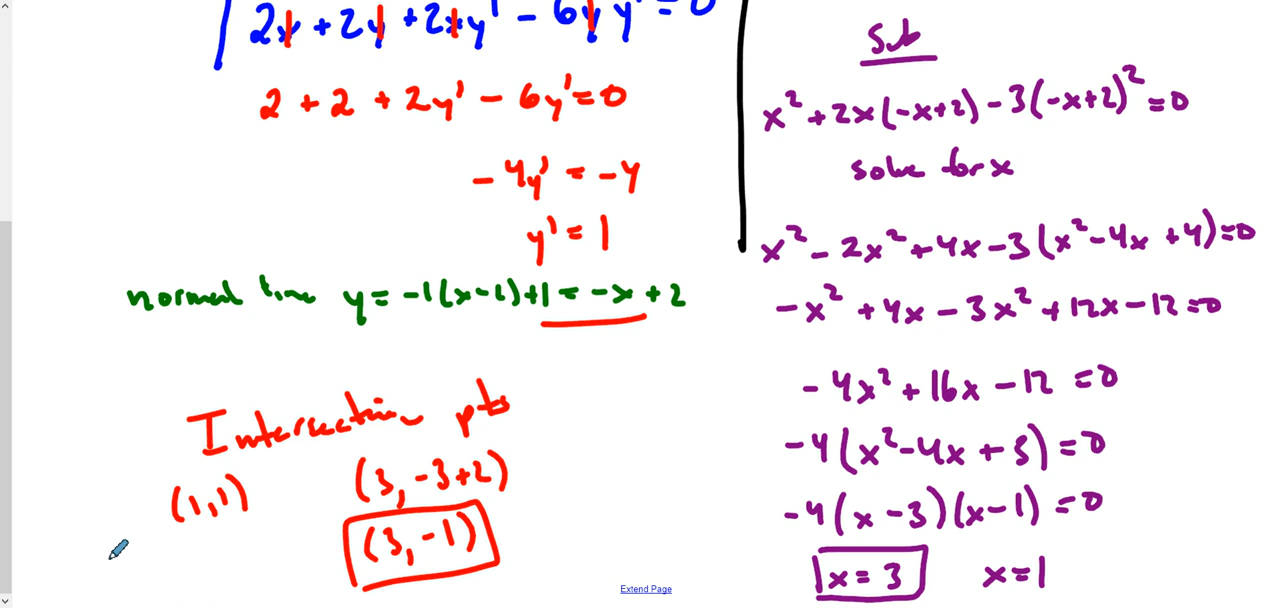 2x + 2y + 2xy' - 6y y' = 0
2 + 2 + 2y' - 6y' = 0
-4y' = -4
y' = 1
normal line y = -1(x-1)+1 = -x+2
Intersection pts
(1,1) (3, -3+2)
(3, -1)
Sub
x² + 2x(-x+2) - 3(-x+2)² = 0
solve for x
x² - 2x² + 4x - 3(x² - 4x + 4) = 0
-x² + 4x - 3x² + 12x - 12 = 0
-4x² + 16x - 12 = 0
-4(x² - 4x + 3) = 0
-4(x - 3)(x - 1) = 0
x = 3 x = 1
Extend Page